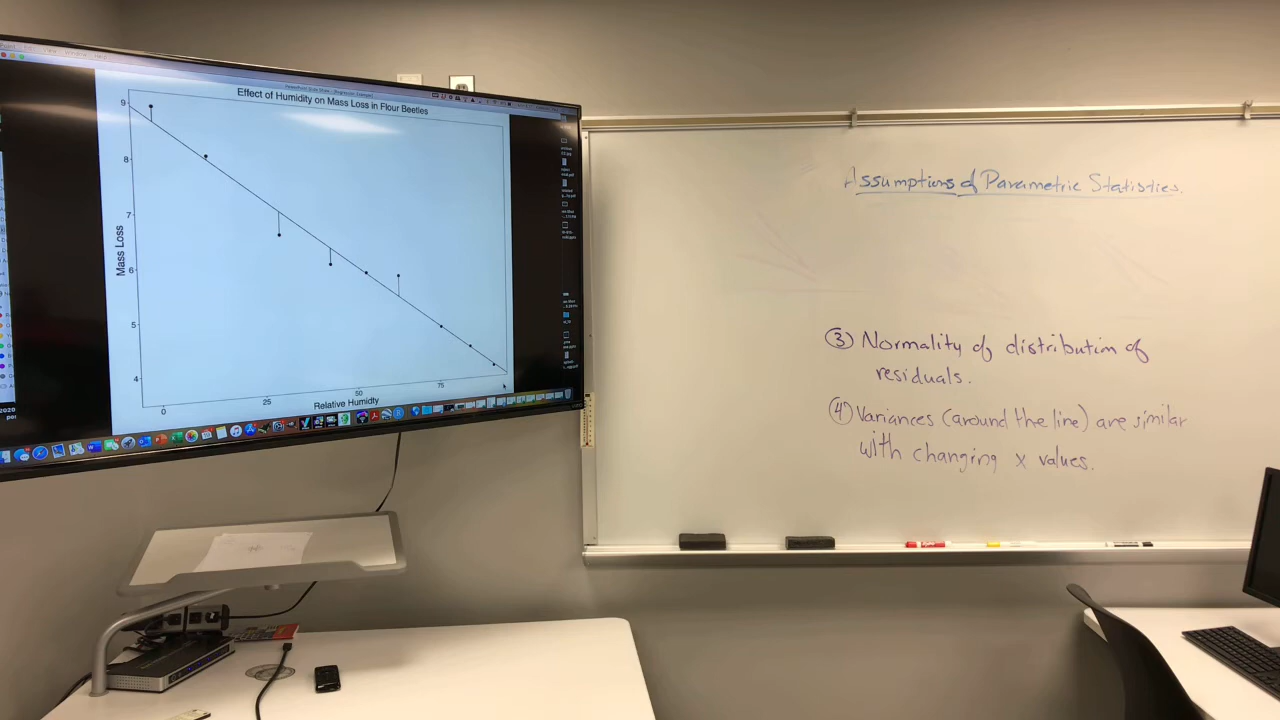 Effect of Humidity on Mass Loss in Flour Beetles
9
8
7
6
5
4
Mass Loss
0
25
50
75
Relative Humidity
Assumptions of Parametric Statistics.
③ Normality of distribution of
residuals.
④ Variances (around the line) are similar
with changing x values.